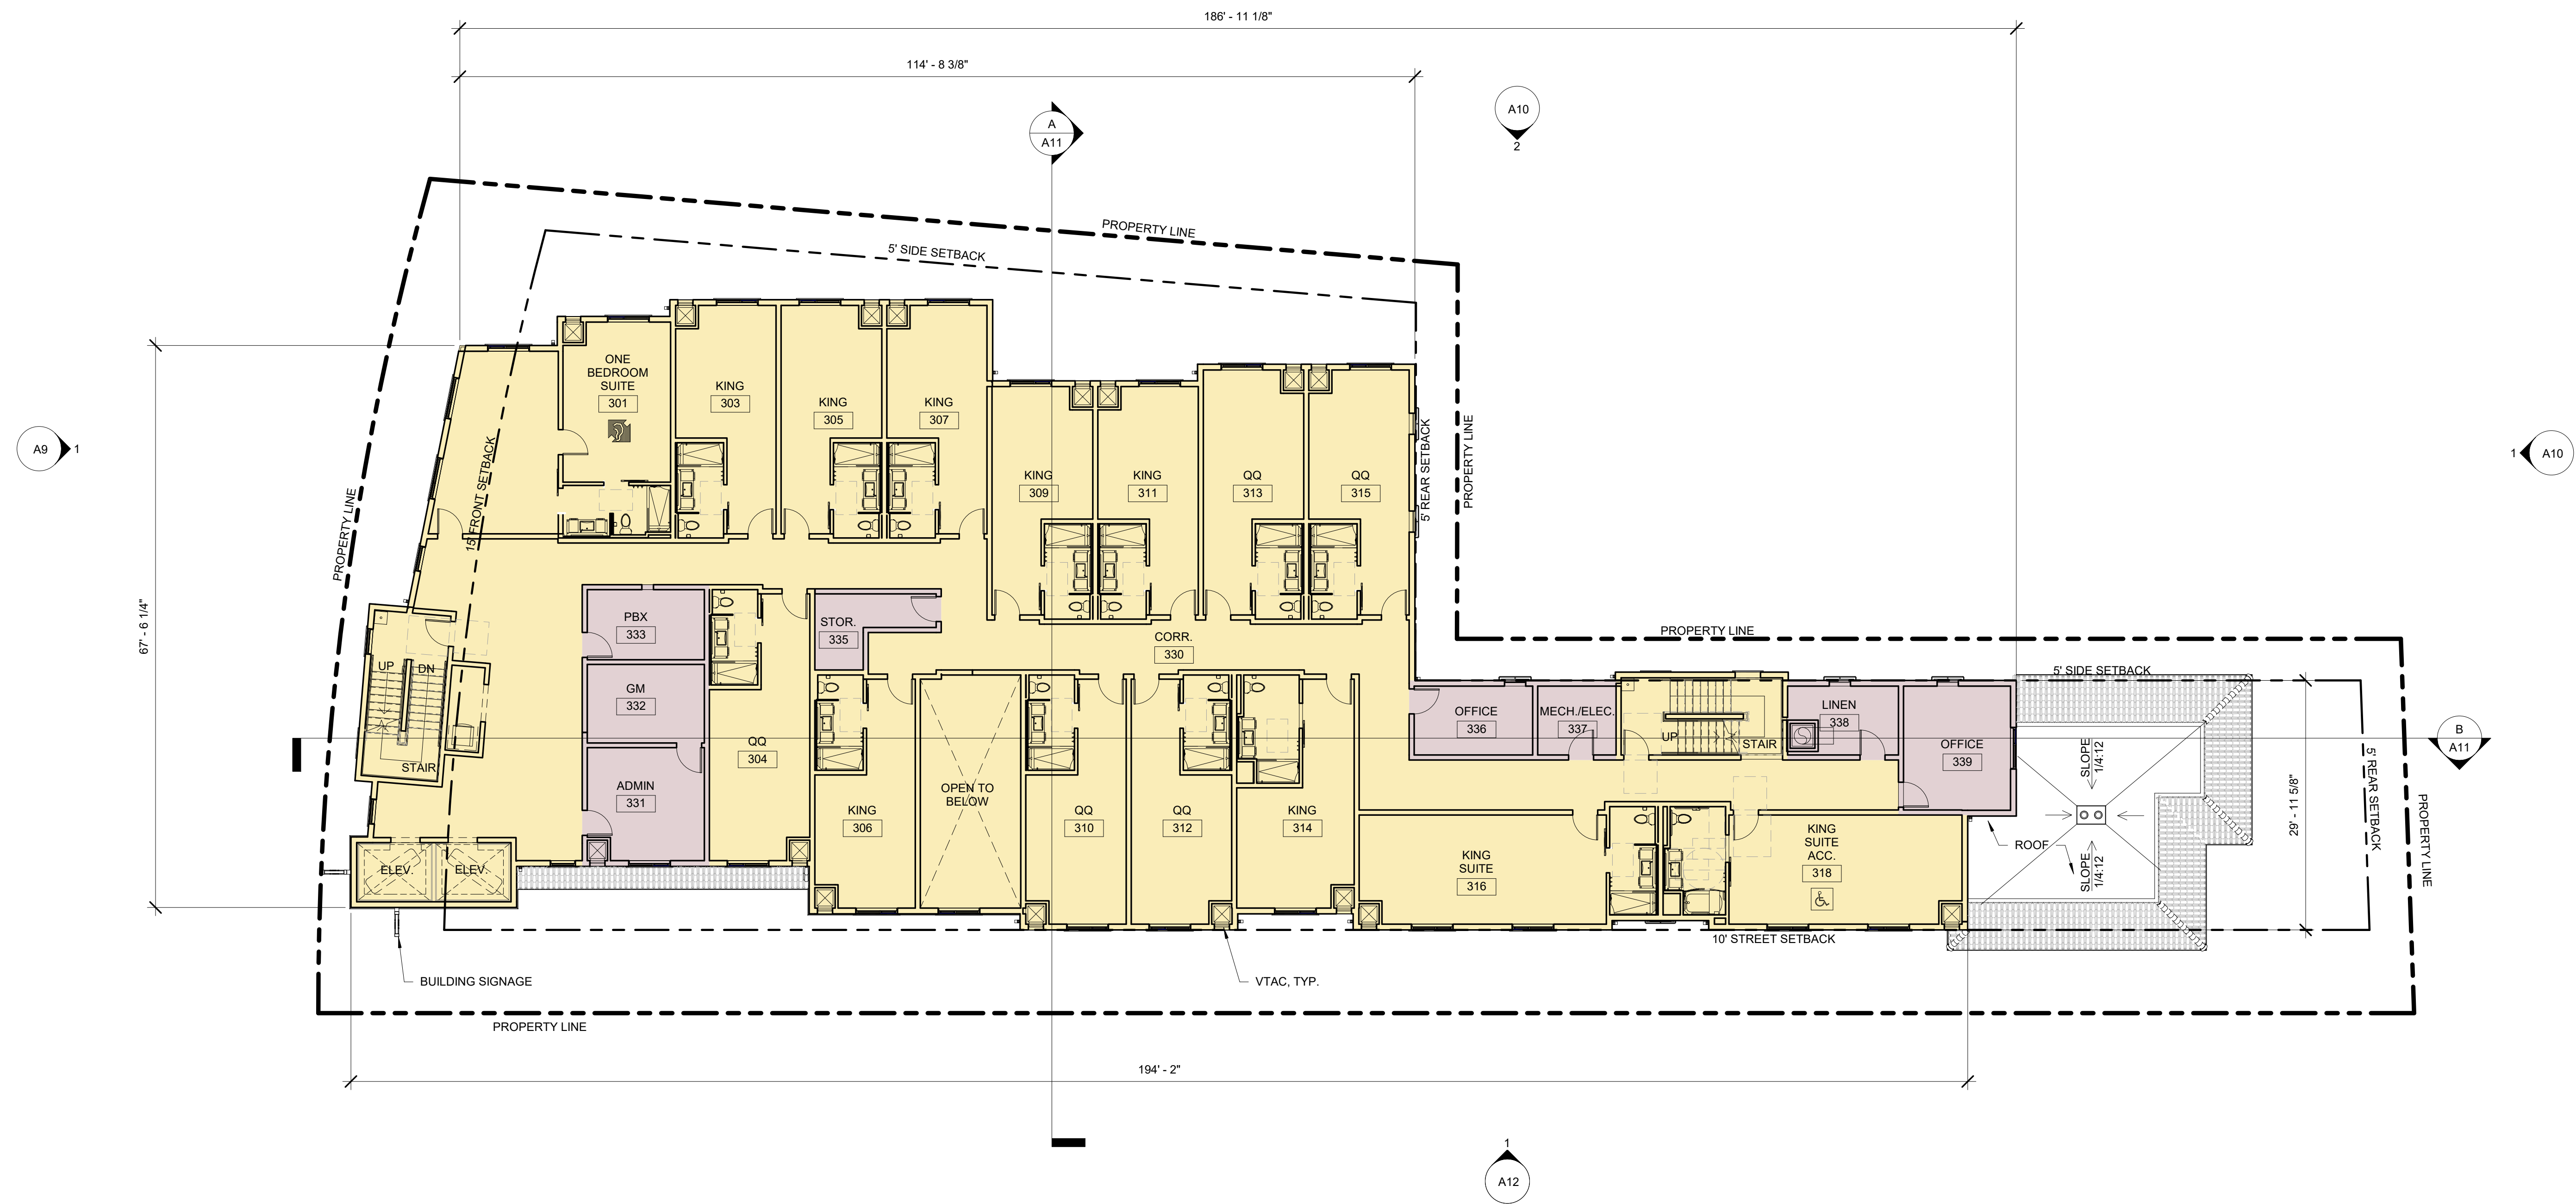 186' - 11 1/8"
114' - 8 3/8"
A
A11
A10
2
PROPERTY LINE
5' SIDE SETBACK
ONE
BEDROOM
SUITE
301
KING
303
KING
305
KING
307
A9
1
1
A10
15' FRONT SETBACK
PROPERTY LINE
5' REAR SETBACK
PROPERTY LINE
KING
309
KING
311
QQ
313
QQ
315
67' - 6 1/4"
PBX
333
STOR.
335
CORR.
330
PROPERTY LINE
5' SIDE SETBACK
UP
DN
STAIR
GM
332
ADMIN
331
QQ
304
OFFICE
336
MECH./ELEC.
337
UP
STAIR
LINEN
338
OFFICE
339
SLOPE
1/4:12
B
A11
5' REAR SETBACK
PROPERTY LINE
29' - 11 5/8"
KING
306
OPEN TO
BELOW
QQ
310
QQ
312
KING
314
KING
SUITE
316
KING
SUITE
ACC.
318
ROOF
SLOPE
1/4:12
ELEV.
ELEV.
10' STREET SETBACK
BUILDING SIGNAGE
VTAC, TYP.
PROPERTY LINE
194' - 2"
1
A12